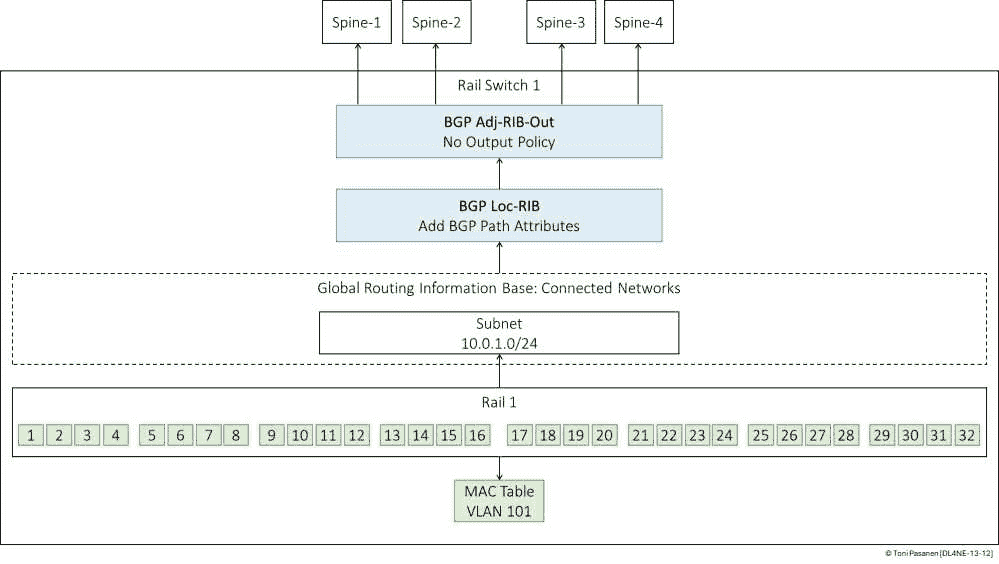 Spine-1 Spine-2 Spine-3 Spine-4
Rail Switch 1
BGP Adj-RIB-Out
No Output Policy
BGP Loc-RIB
Add BGP Path Attributes
Global Routing Information Base: Connected Networks
Subnet
10.0.1.0/24
Rail 1
1 2 3 4 5 6 7 8 9 10 11 12 13 14 15 16 17 18 19 20 21 22 23 24 25 26 27 28 29 30 31 32
MAC Table
VLAN 101
© Toni Pasanen [DL4NE-13-12]